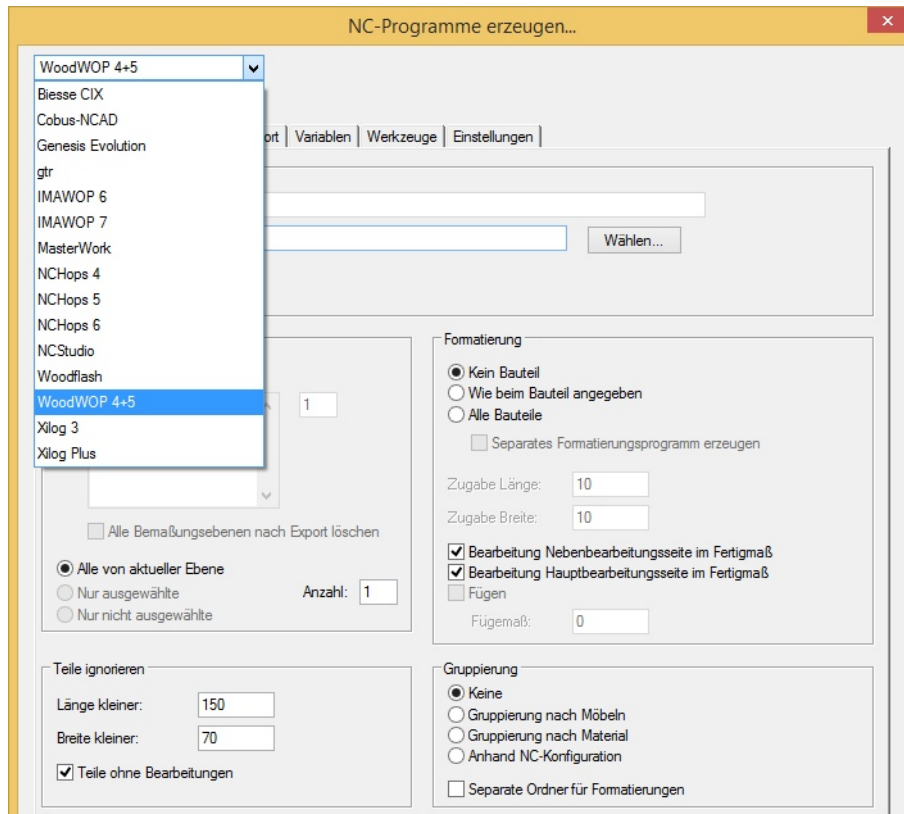 NC-Programme erzeugen...
WoodWOP 4+5
Biesse CIX
Cobus-NCAD
Genesis Evolution
gtr
IMAWOP 6
IMAWOP 7
MasterWork
NCHops 4
NCHops 5
NCHops 6
NCStudio
Woodflash
WoodWOP 4+5
Xilog 3
Xilog Plus
ort Variablen Werkzeuge Einstellungen
Wählen...
1
Alle Bemaßungsebenen nach Export löschen
Alle von aktueller Ebene
Nur ausgewählte
Anzahl: 1
Nur nicht ausgewählte
Formatierung
Kein Bauteil
Wie beim Bauteil angegeben
Alle Bauteile
Separates Formatierungsprogramm erzeugen
Zugabe Länge: 10
Zugabe Breite: 10
Bearbeitung Nebenbearbeitungsseite im Fertigmaß
Bearbeitung Hauptbearbeitungsseite im Fertigmaß
Fügen
Fügemaß: 0
Teile ignorieren
Länge kleiner: 150
Breite kleiner: 70
Teile ohne Bearbeitungen
Gruppierung
Keine
Gruppierung nach Möbeln
Gruppierung nach Material
Anhand NC-Konfiguration
Separate Ordner für Formatierungen